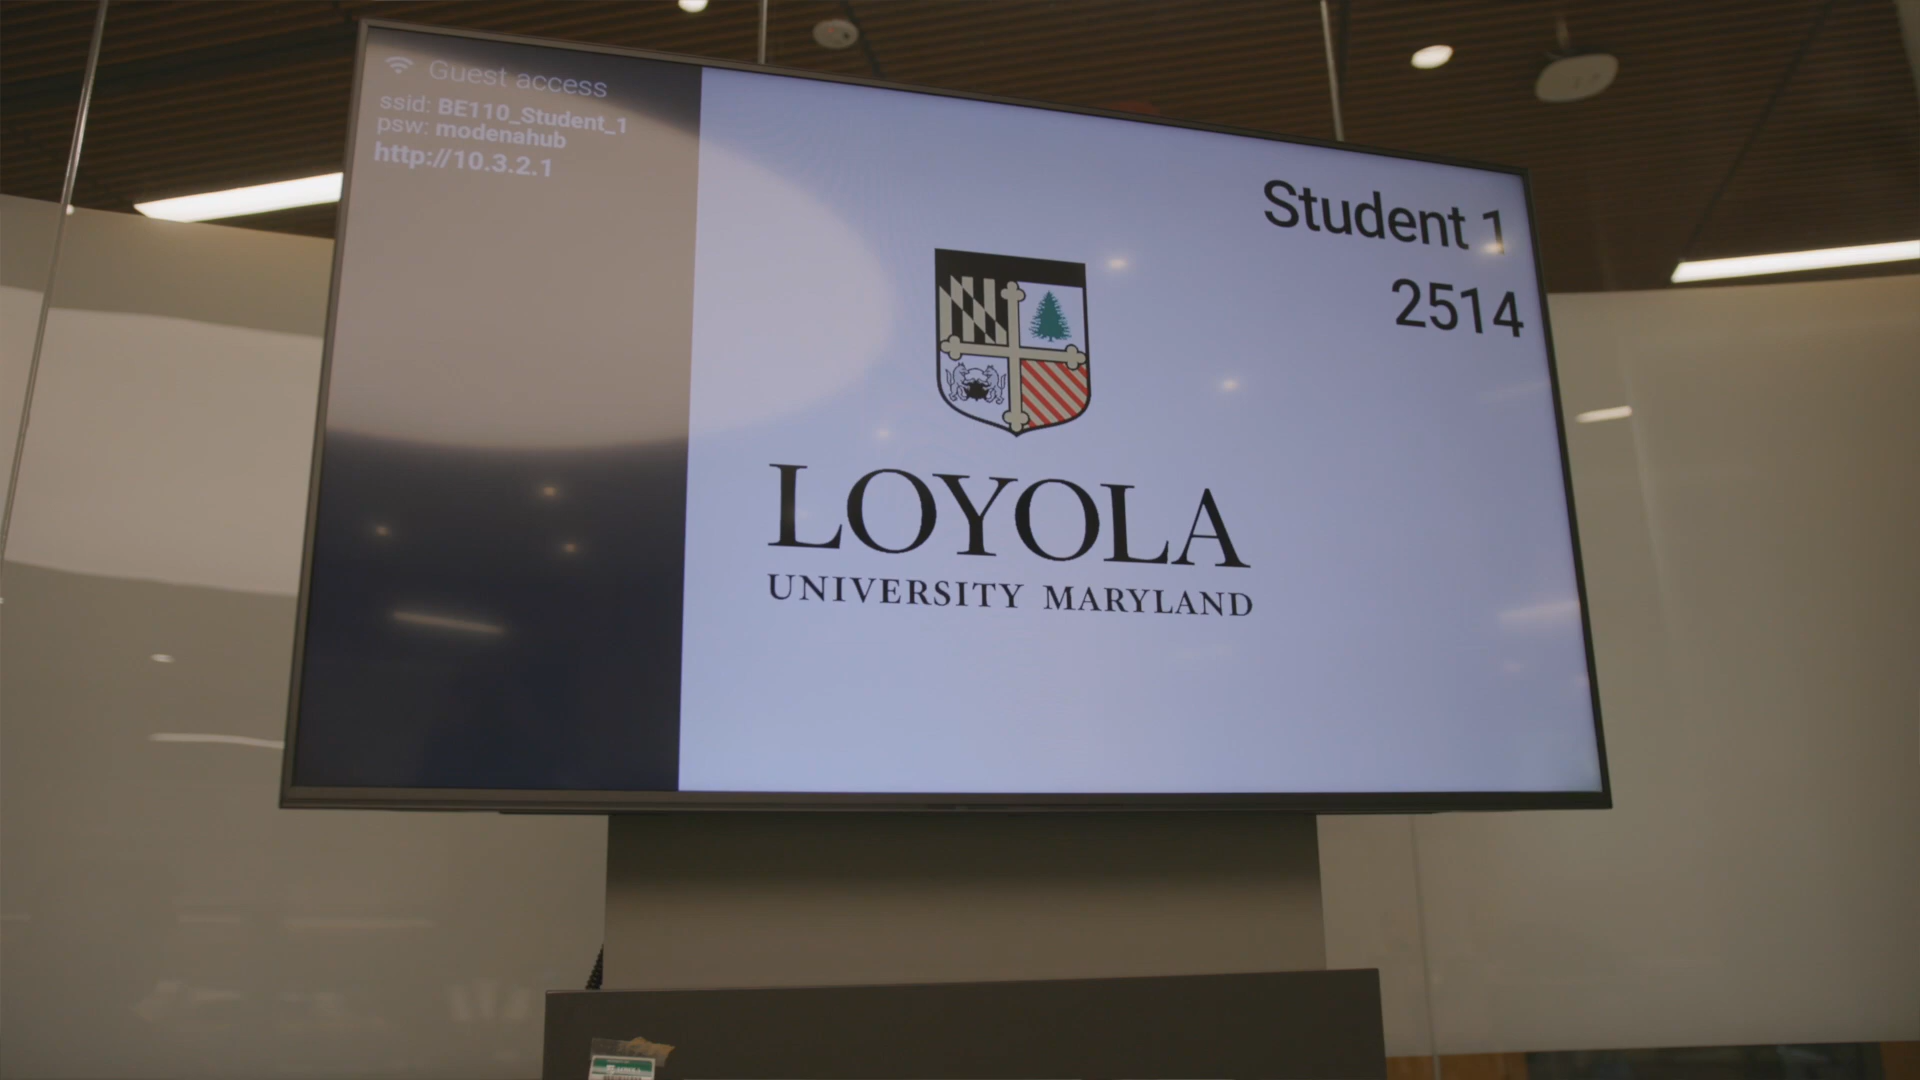 Guest access
ssid: BE110_Student_1
psw: modenahub
http://10.3.2.1
Student 1
2514
LOYOLA
UNIVERSITY MARYLAND